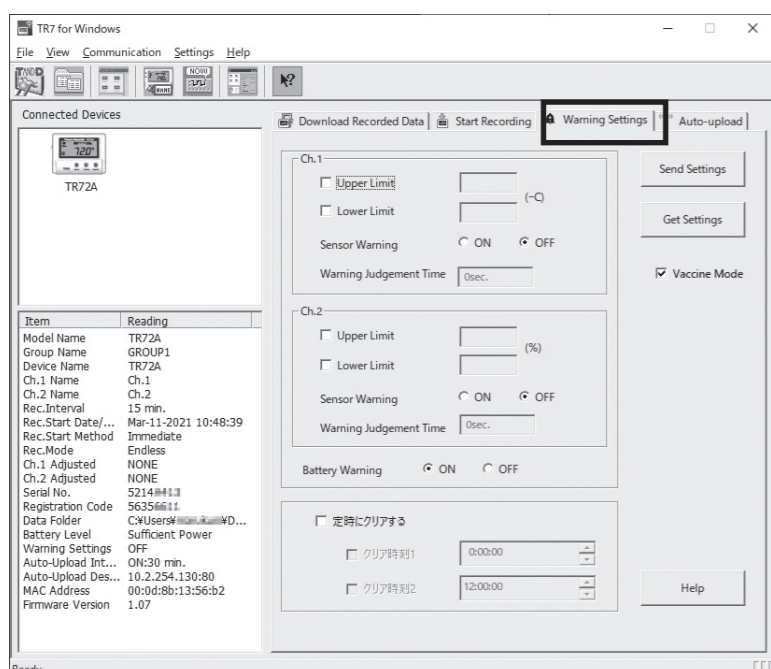 TR7 for Windows
File View Communication Settings Help
Connected Devices
TR72A
Item Reading
Model Name TR72A
Group Name GROUP1
Device Name TR72A
Ch.1 Name Ch.1
Ch.2 Name Ch.2
Rec.Interval 15 min.
Rec.Start Date/... Mar-11-2021 10:48:39
Rec.Start Method Immediate
Rec.Mode Endless
Ch.1 Adjusted NONE
Ch.2 Adjusted NONE
Serial No. 5214
Registration Code 56356
Data Folder C:¥Users¥ ¥D...
Battery Level Sufficient Power
Warning Settings OFF
Auto-Upload Int... ON:30 min.
Auto-Upload Des... 10.2.254.130:80
MAC Address 00:0d:8b:13:56:b2
Firmware Version 1.07
Download Recorded Data Start Recording Warning Settings Auto-upload
Ch.1
Upper Limit
(-C)
Lower Limit
Sensor Warning ON OFF
Warning Judgement Time 0sec.
Ch.2
Upper Limit
(%)
Lower Limit
Sensor Warning ON OFF
Warning Judgement Time 0sec.
Battery Warning ON OFF
定時にクリアする
クリア時刻1 0:00:00
クリア時刻2 12:00:00
Send Settings
Get Settings
Vaccine Mode
Help
Ready